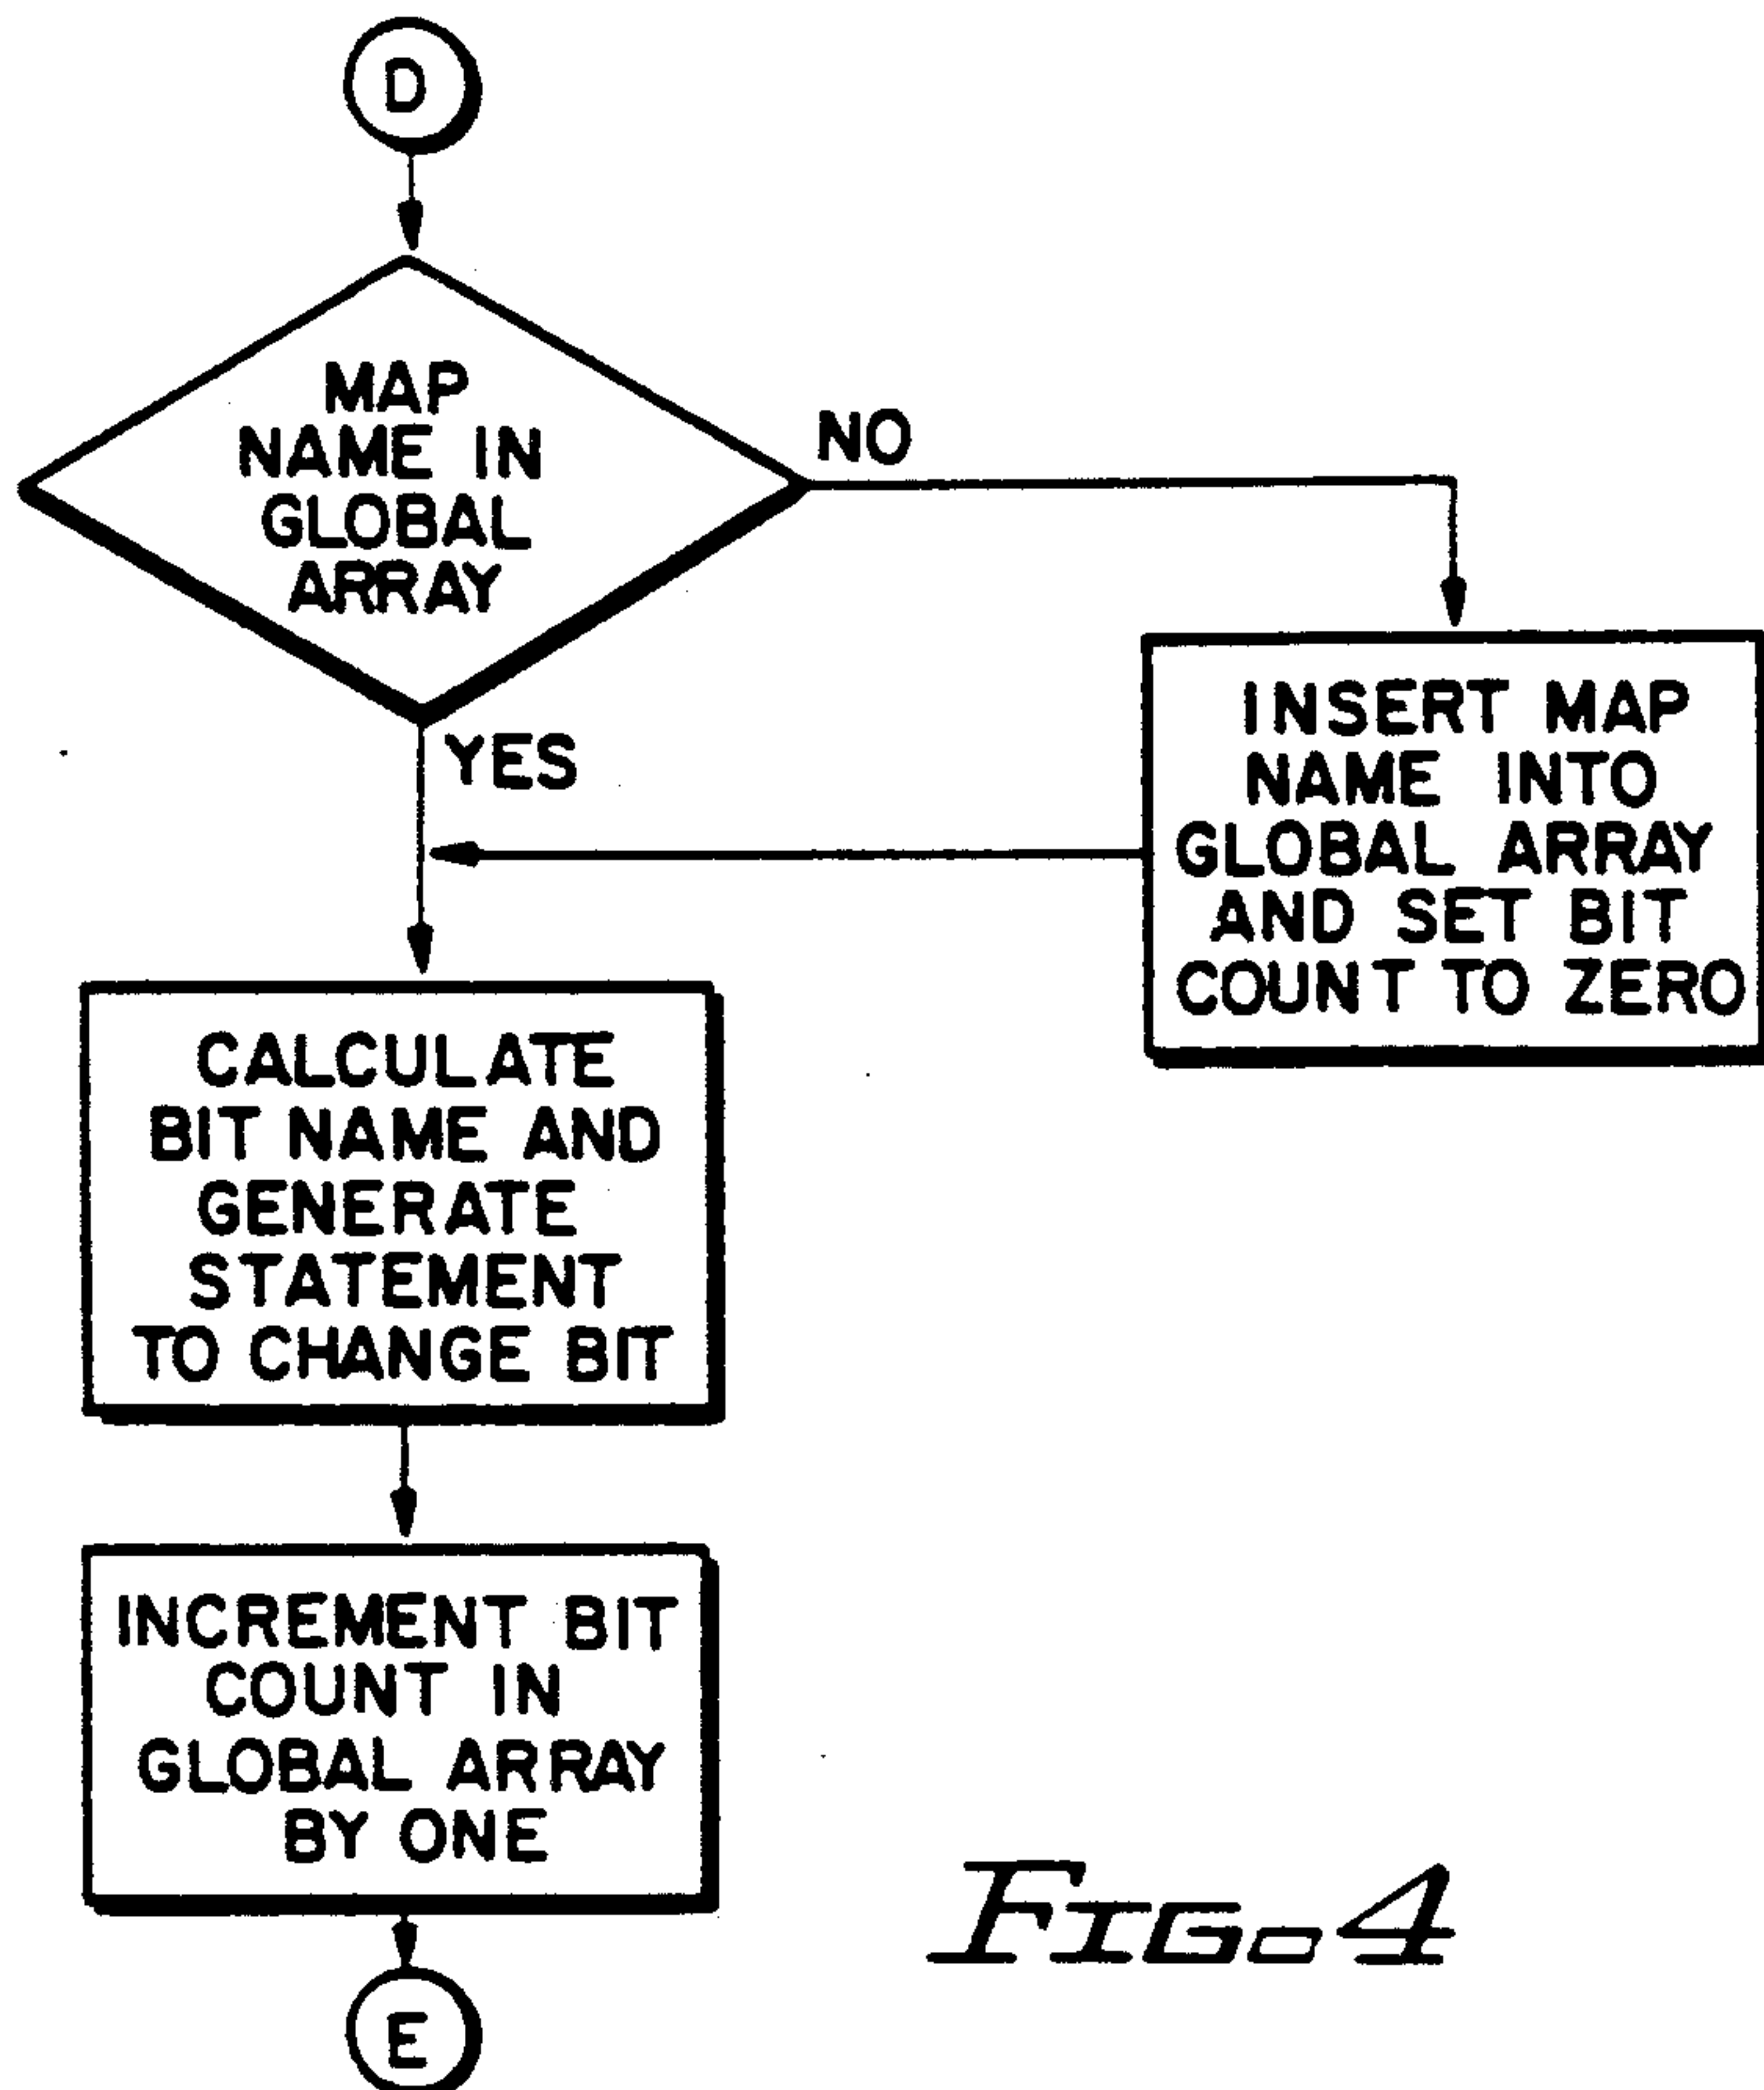 D
MAP
NAME IN
GLOBAL
ARRAY
NO
YES
INSERT MAP
NAME INTO
GLOBAL ARRAY
AND SET BIT
COUNT TO ZERO
CALCULATE
BIT NAME AND
GENERATE
STATEMENT
TO CHANGE BIT
INCREMENT BIT
COUNT IN
GLOBAL ARRAY
BY ONE
E
FIG. 4